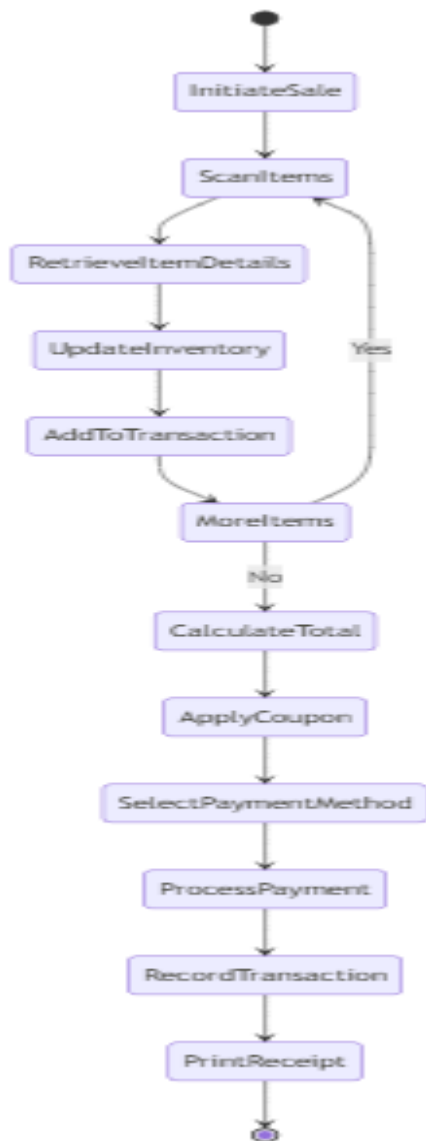 InitiateSale
ScanItems
RetrieveItemDetails
UpdateInventory
Yes
AddToTransaction
MoreItems
No
CalculateTotal
ApplyCoupon
SelectPaymentMethod
ProcessPayment
RecordTransaction
PrintReceipt